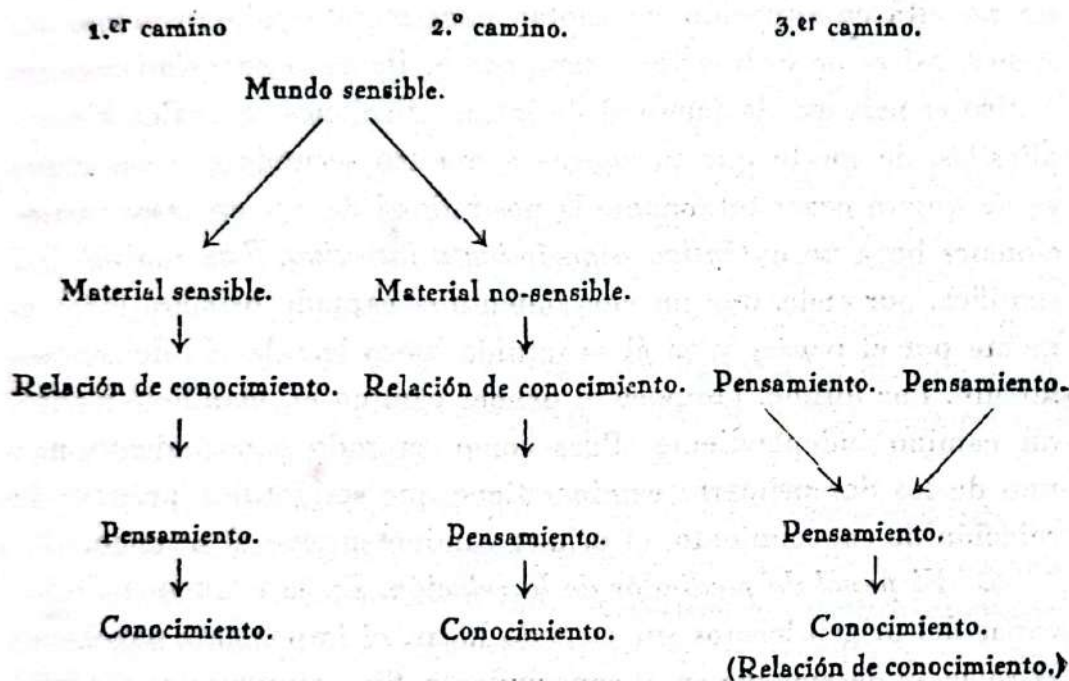 1.er camino 2.º camino. 3.er camino.
Mundo sensible.
Material sensible. Material no-sensible.
Relación de conocimiento. Relación de conocimiento. Pensamiento. Pensamiento.
Pensamiento. Pensamiento. Pensamiento.
Conocimiento. Conocimiento. Conocimiento.
(Relación de conocimiento.)